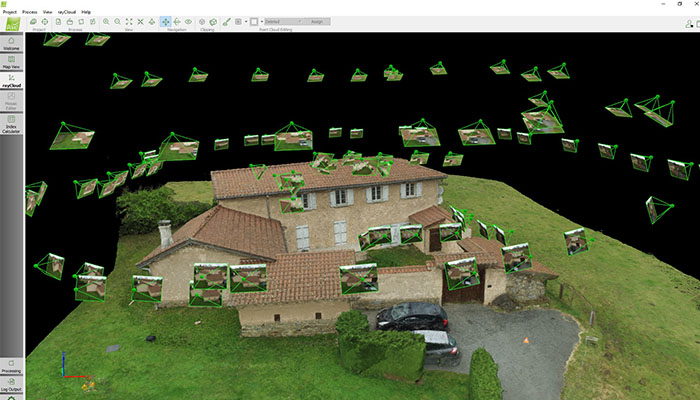 Project Process View rayCloud Help
Project
Process
View
Navigation
Clipping
Point Cloud Editing
Selected
Assign
Welcome
Map View
rayCloud
Mosaic
Editor
Index
Calculator
Processing
Log Output